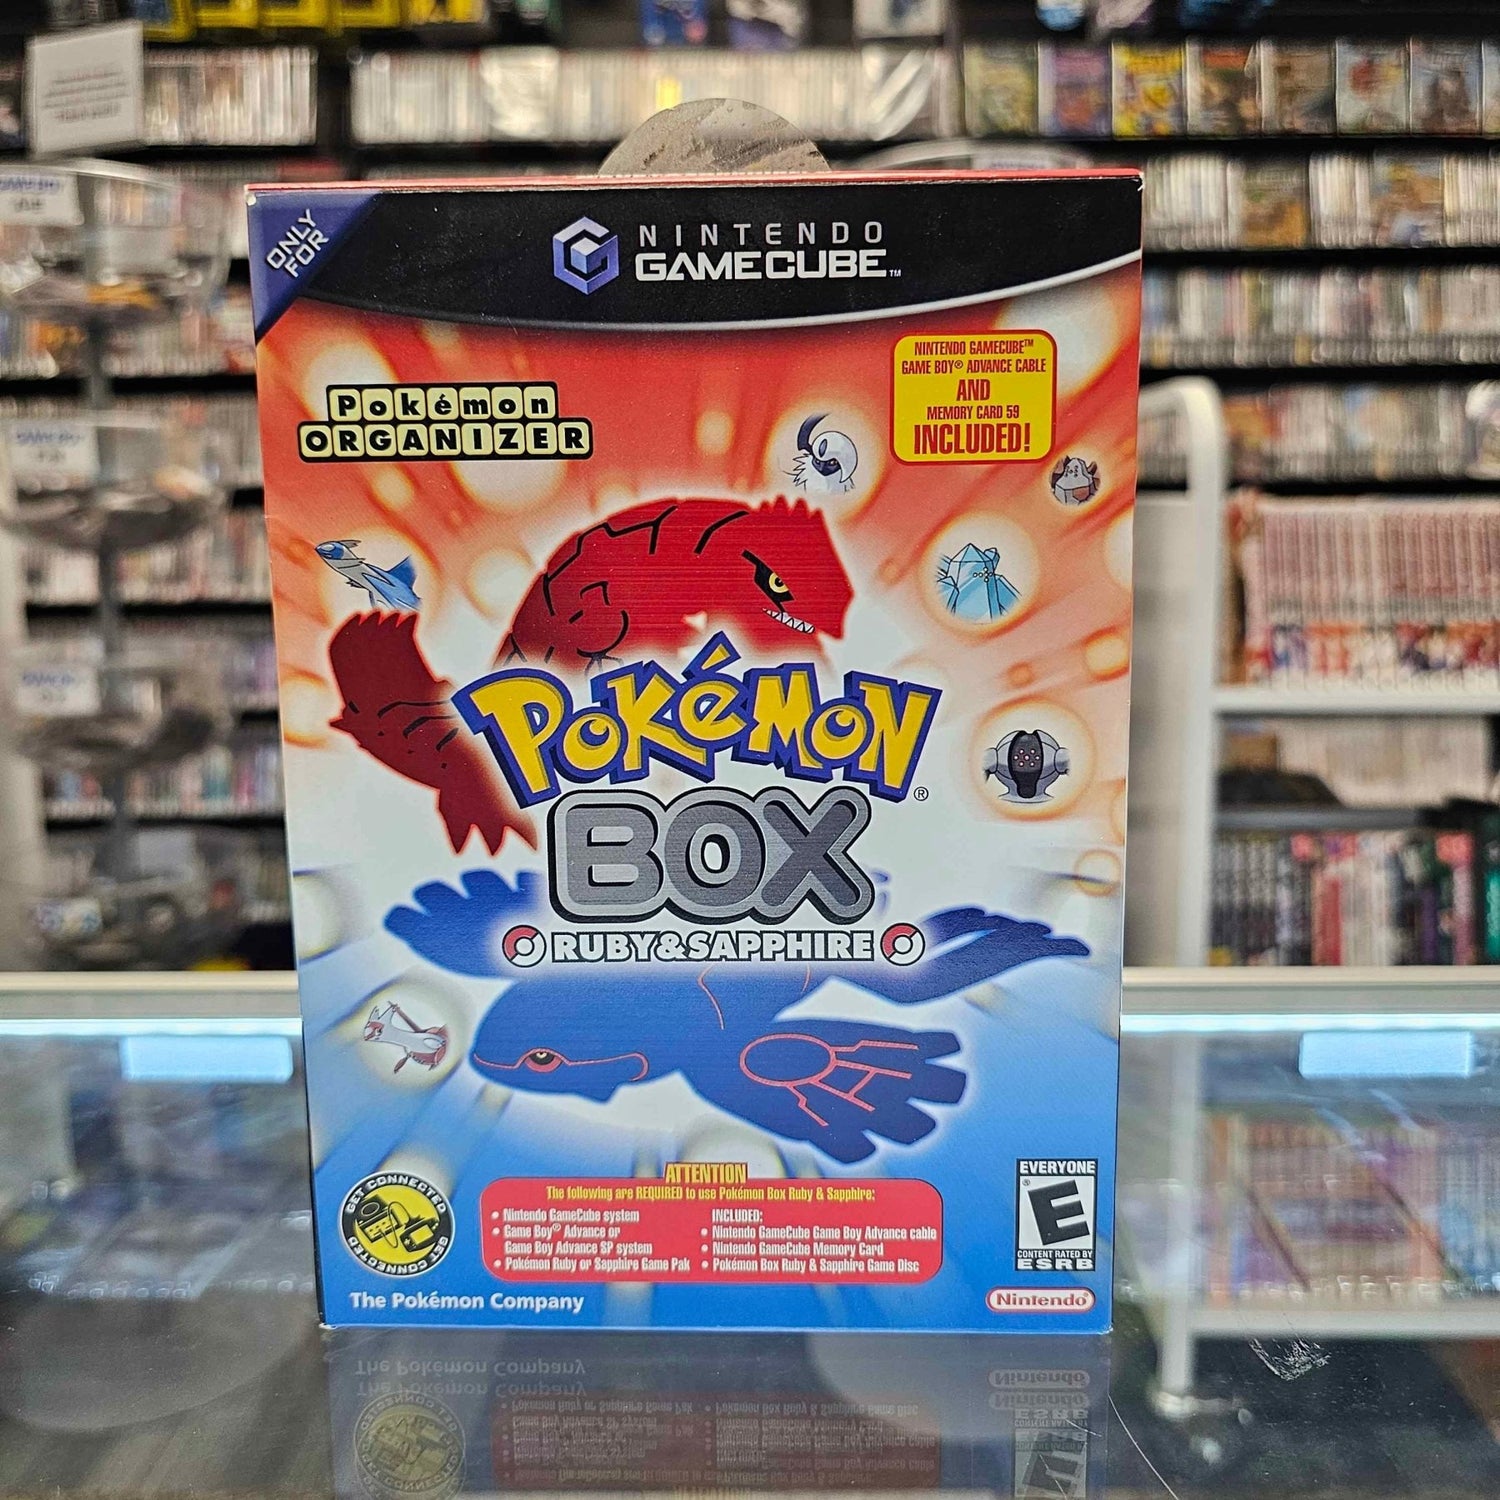 ONLY
FOR
NINTENDO
GAMECUBE™
NINTENDO GAMECUBE™
GAME BOY® ADVANCE CABLE
AND
MEMORY CARD 59
INCLUDED!
Pokémon
ORGANIZER
POKéMON
®
BOX
RUBY&SAPPHIRE
ATTENTION
The following are REQUIRED to use Pokémon Box Ruby & Sapphire:
• Nintendo GameCube system
• Game Boy® Advance or
Game Boy Advance SP system
• Pokémon Ruby or Sapphire Game Pak
INCLUDED:
• Nintendo GameCube Game Boy Advance cable
• Nintendo GameCube Memory Card
• Pokémon Box Ruby & Sapphire Game Disc
GET CONNECTED
GET CONNECTED
EVERYONE
E
®
CONTENT RATED BY
ESRB
The Pokémon Company
Nintendo®